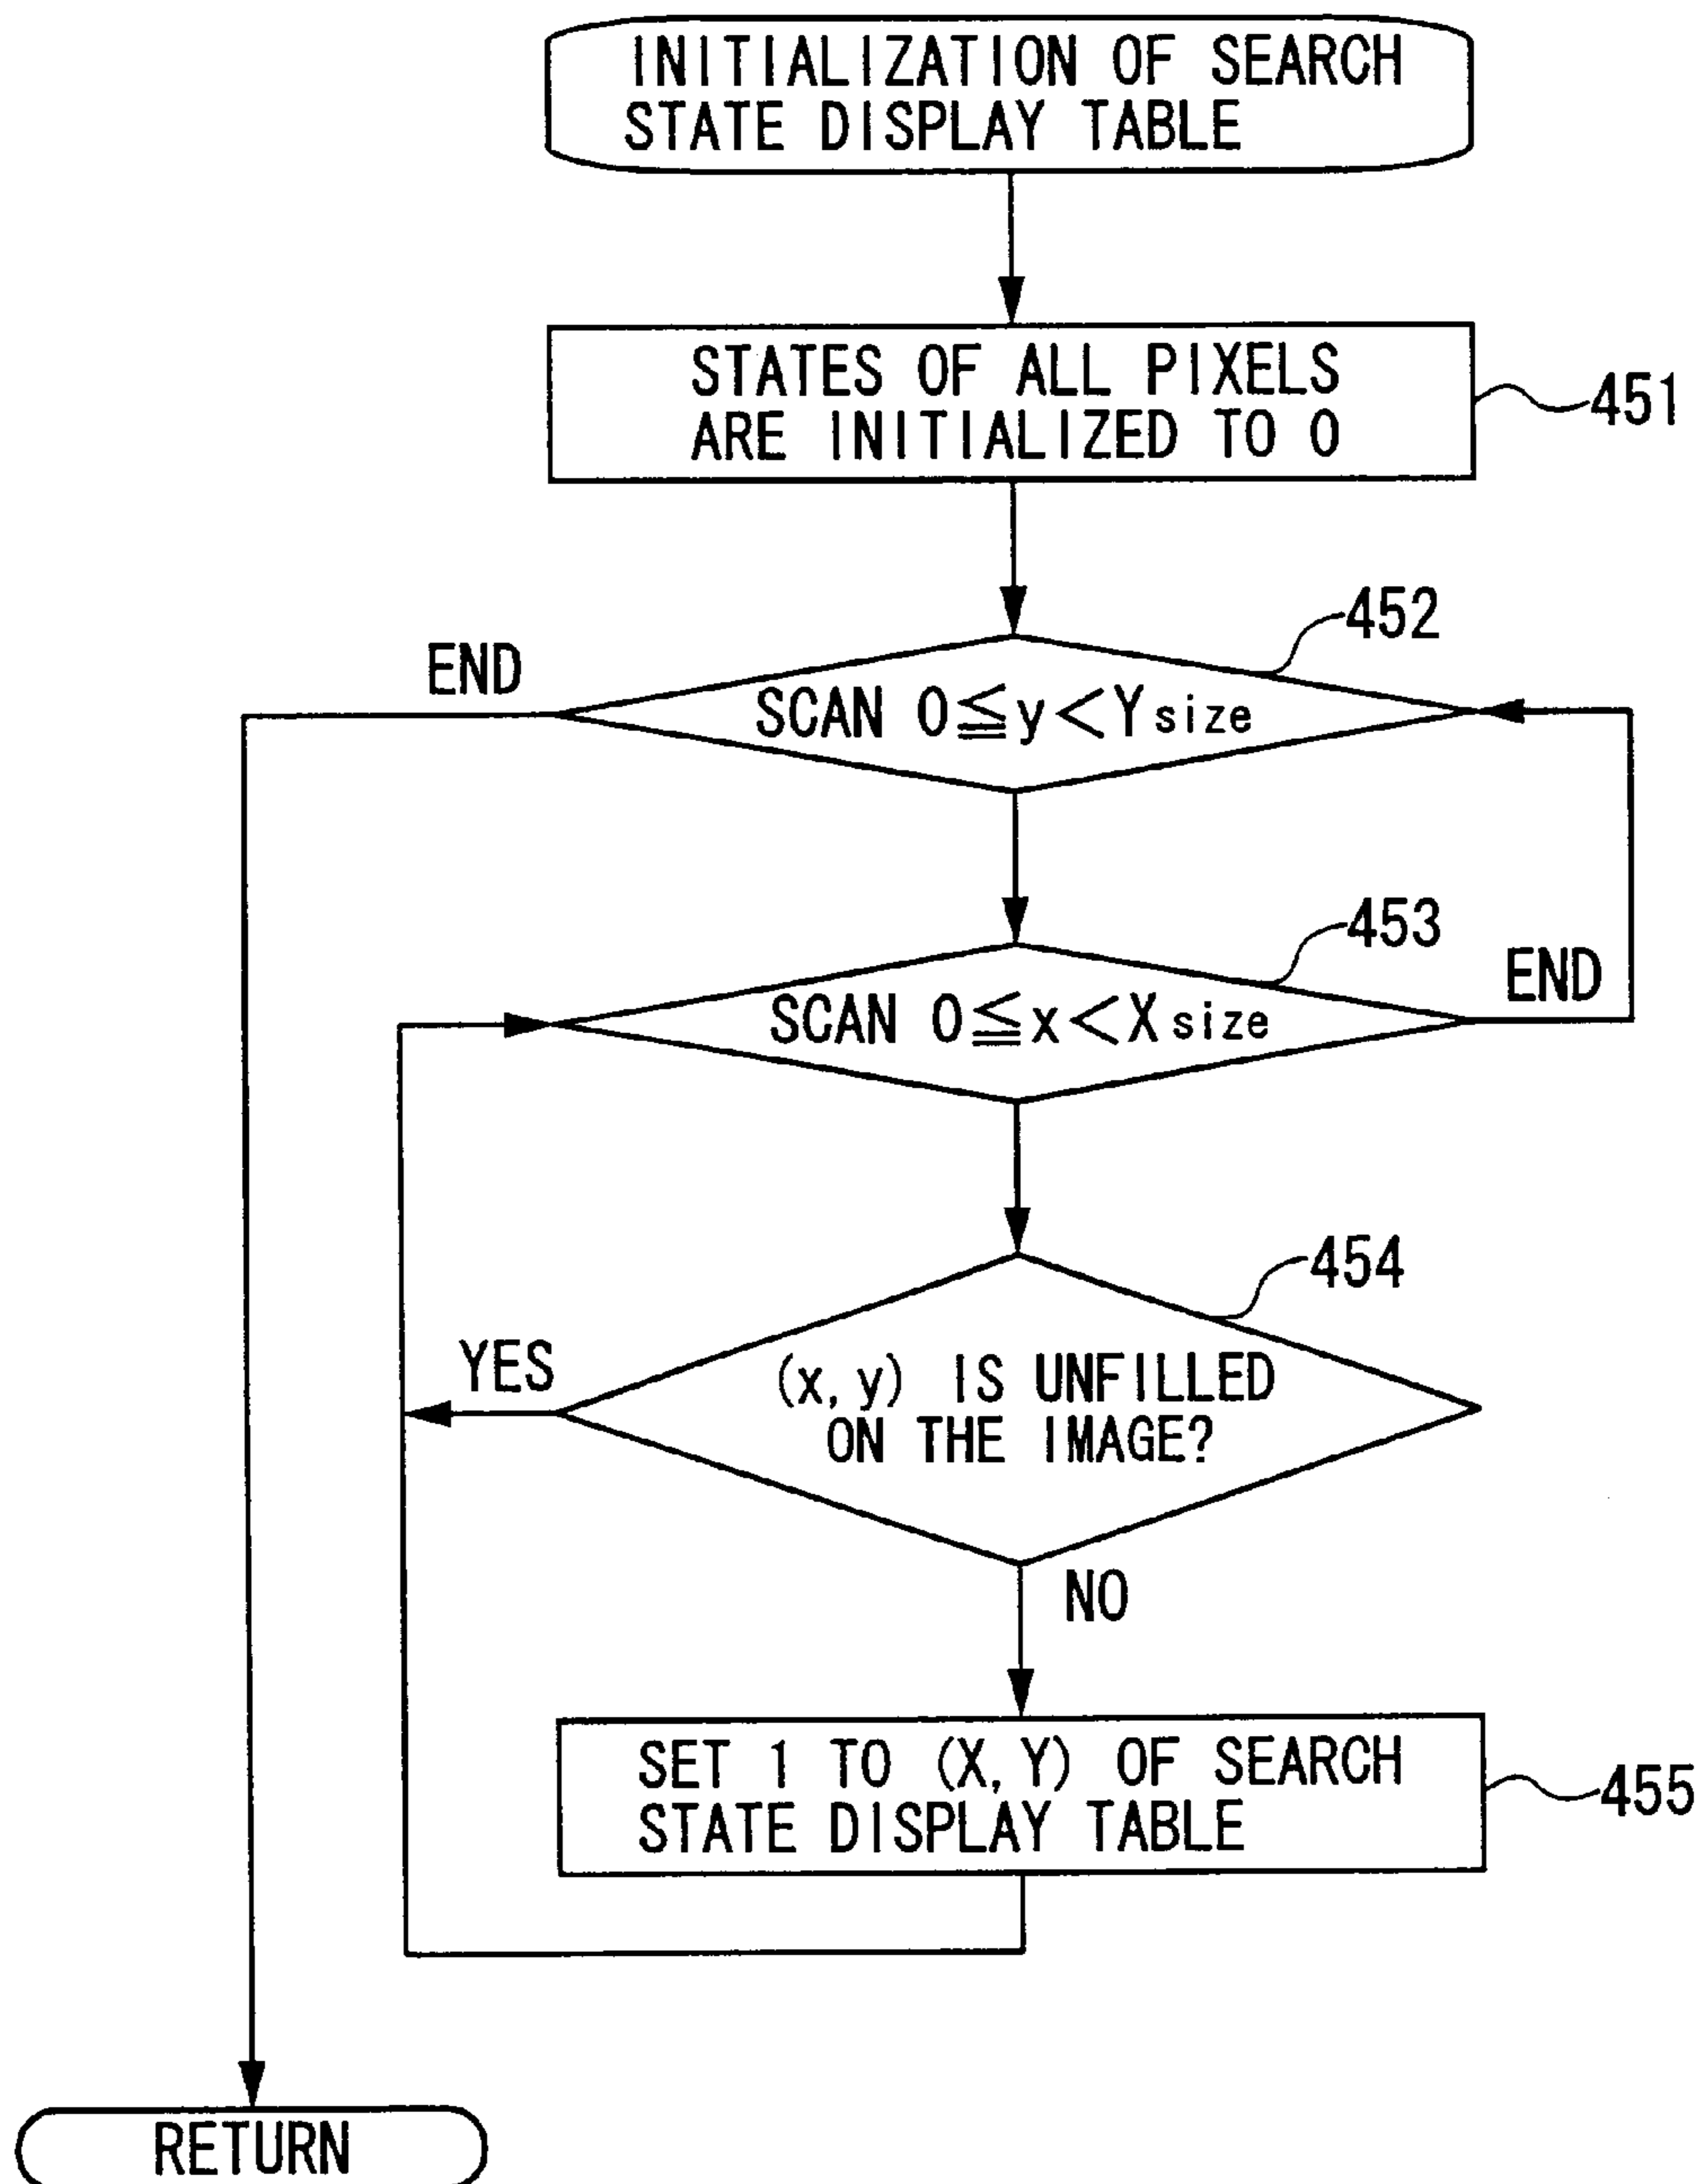 INITIALIZATION OF SEARCH
STATE DISPLAY TABLE
STATES OF ALL PIXELS
ARE INITIALIZED TO 0
451
452
END
SCAN 0≦y<Ysize
453
END
SCAN 0≦x<Xsize
454
YES
(x, y) IS UNFILLED
ON THE IMAGE?
NO
SET 1 TO (X, Y) OF SEARCH
STATE DISPLAY TABLE
455
RETURN